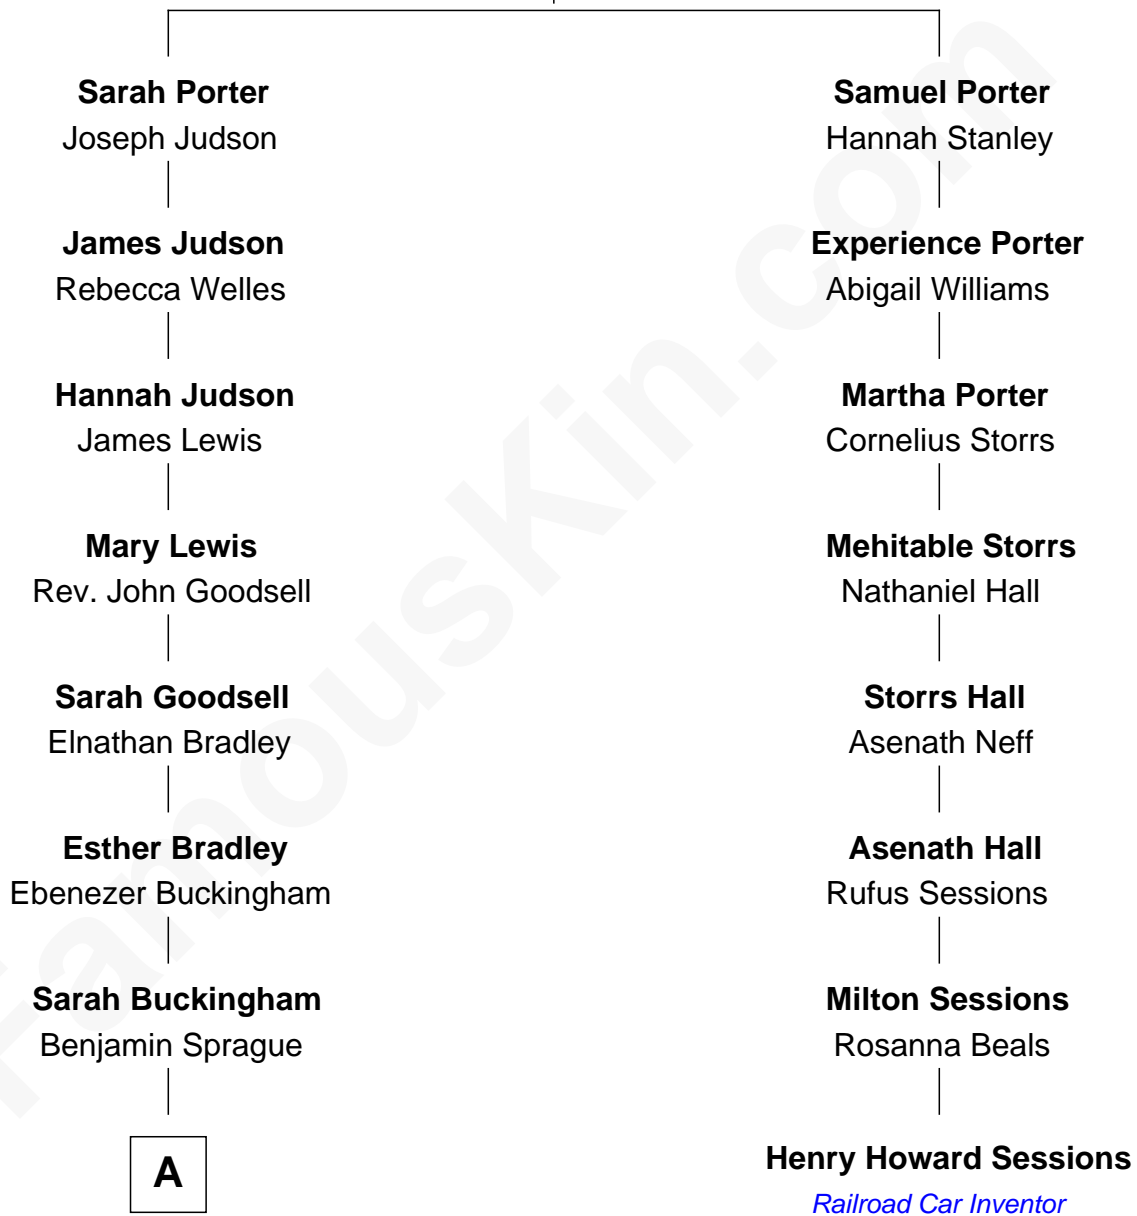 Sarah Porter
Joseph Judson
James Judson
Rebecca Welles
Hannah Judson
James Lewis
Mary Lewis
Rev. John Goodsell
Sarah Goodsell
Elnathan Bradley
Esther Bradley
Ebenezer Buckingham
Sarah Buckingham
Benjamin Sprague
A
Samuel Porter
Hannah Stanley
Experience Porter
Abigail Williams
Martha Porter
Cornelius Storrs
Mehitable Storrs
Nathaniel Hall
Storrs Hall
Asenath Neff
Asenath Hall
Rufus Sessions
Milton Sessions
Rosanna Beals
Henry Howard Sessions
Railroad Car Inventor
FamousKin.com